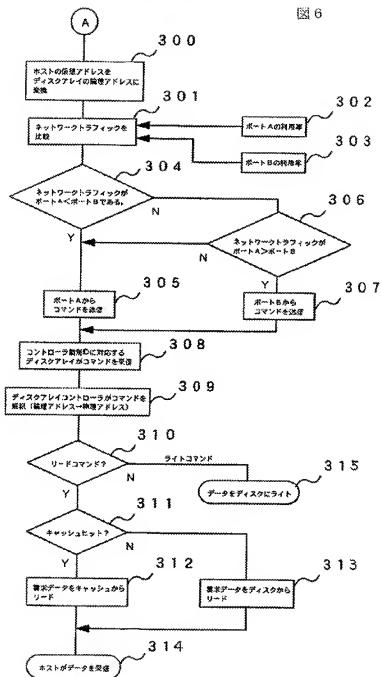 図6
A
300
ホストの仮想アドレスを
ディスクアレイの論理アドレスに
変換
301
ネットワークトラフィックを
比較
302
ポートAの利用率
303
ポートBの利用率
304
ネットワークトラフィックが
ポートA<ポートBである。
N
Y
306
ネットワークトラフィックが
ポートA>ポートB
N
Y
305
ポートAから
コマンドを送信
307
ポートBから
コマンドを送信
308
コントローラ識別IDに対応する
ディスクアレイがコマンドを受信
309
ディスクアレイコントローラがコマンドを
解釈(論理アドレス→物理アドレス)
310
リードコマンド?
ライトコマンド
N
Y
315
データをディスクにライト
311
キャッシュヒット?
N
Y
312
要求データをキャッシュから
リード
313
要求データをディスクから
リード
314
ホストがデータを受信